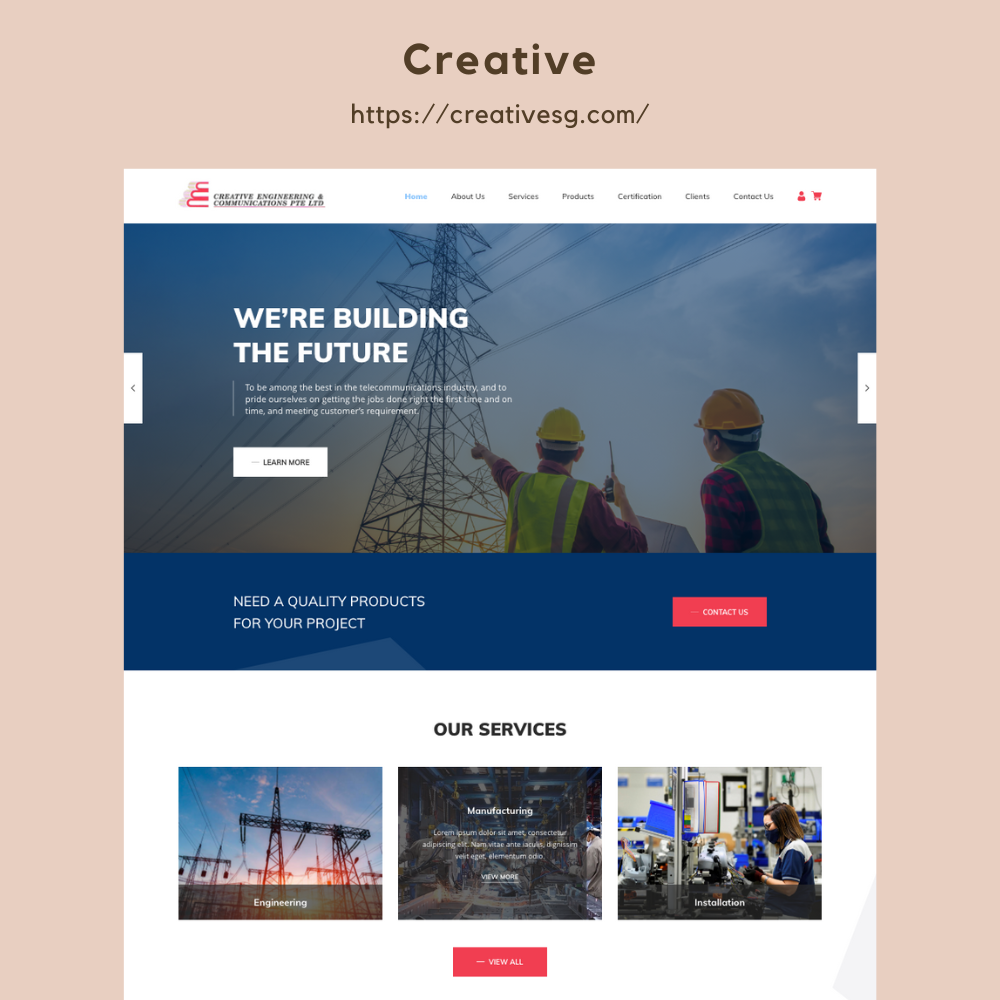 Creative
https://creativesg.com/
CREATIVE ENGINEERING &
COMMUNICATIONS PTE LTD
Home About Us Services Products Certification Clients Contact Us
WE'RE BUILDING
THE FUTURE
To be among the best in the telecommunications industry, and to
pride ourselves on getting the jobs done right the first time and on
time, and meeting customer's requirement.
LEARN MORE
NEED A QUALITY PRODUCTS
FOR YOUR PROJECT
CONTACT US
OUR SERVICES
Engineering
Manufacturing
Lorem ipsum dolor sit amet, consectetur
adipiscing elit. Nam vitae ante iaculis, dignissim
velit eget, elementum odio.
VIEW MORE
Installation
VIEW ALL